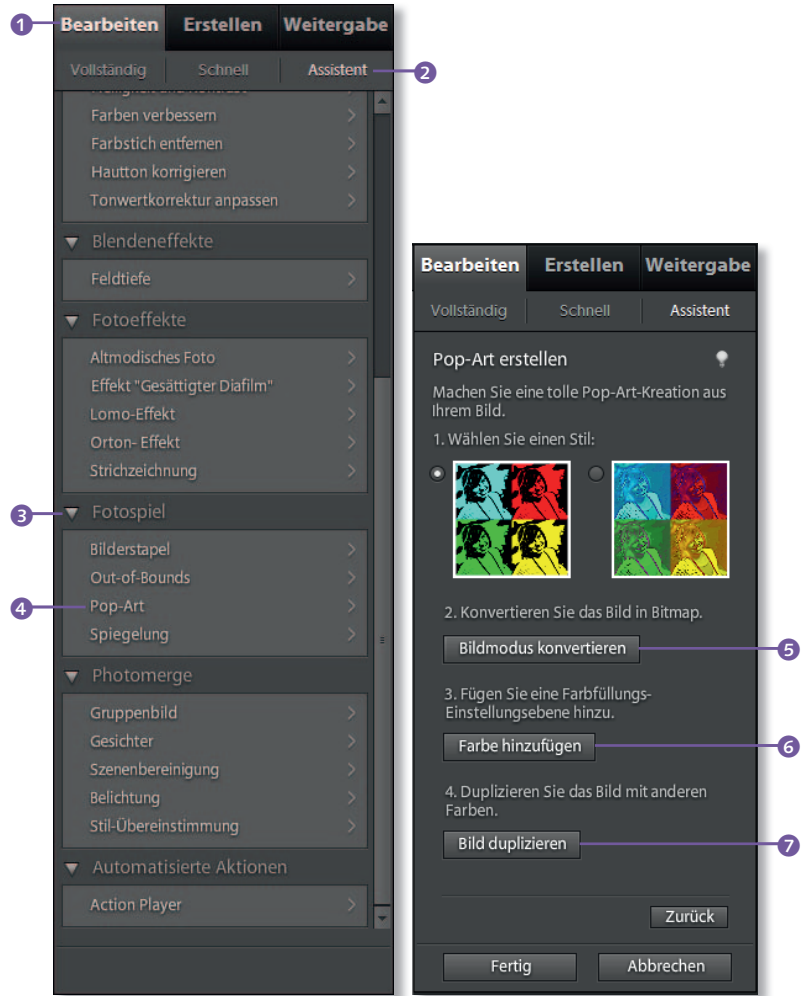 1 Bearbeiten Erstellen Weitergabe
Vollständig Schnell Assistent 2
Helligkeit und Kontrast >
Farben verbessern >
Farbstich entfernen >
Hautton korrigieren >
Tonwertkorrektur anpassen >
Blendeneffekte
Feldtiefe >
Fotoeffekte
Altmodisches Foto >
Effekt "Gesättigter Diafilm" >
Lomo-Effekt >
Orton- Effekt >
Strichzeichnung >
3 Fotospiel
Bilderstapel >
Out-of-Bounds >
4 Pop-Art >
Spiegelung >
Photomerge
Gruppenbild >
Gesichter >
Szenenbereinigung >
Belichtung >
Stil-Übereinstimmung >
Automatisierte Aktionen
Action Player >
Bearbeiten Erstellen Weitergabe
Vollständig Schnell Assistent
Pop-Art erstellen
Machen Sie eine tolle Pop-Art-Kreation aus
Ihrem Bild.
1. Wählen Sie einen Stil:
2. Konvertieren Sie das Bild in Bitmap.
Bildmodus konvertieren 5
3. Fügen Sie eine Farbfüllungs-
Einstellungsebene hinzu.
Farbe hinzufügen 6
4. Duplizieren Sie das Bild mit anderen
Farben.
Bild duplizieren 7
Zurück
Fertig Abbrechen